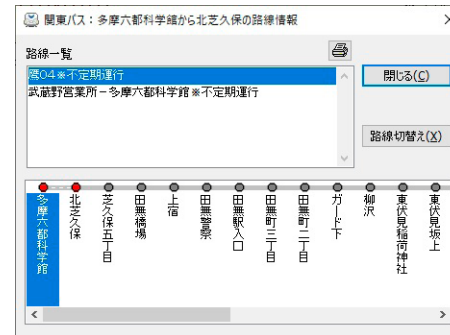 関東バス：多摩六都科学館から北芝久保の路線情報
路線一覧
鷹04※不定期運行
武蔵野営業所－多摩六都科学館※不定期運行
閉じる(C)
路線切替え(X)
多摩六都科学館
北芝久保
芝久保五丁目
田無橋場
上宿
田無警察
田無駅入口
田無町三丁目
田無町二丁目
ガード下
柳沢
東伏見稲荷神社
東伏見坂上